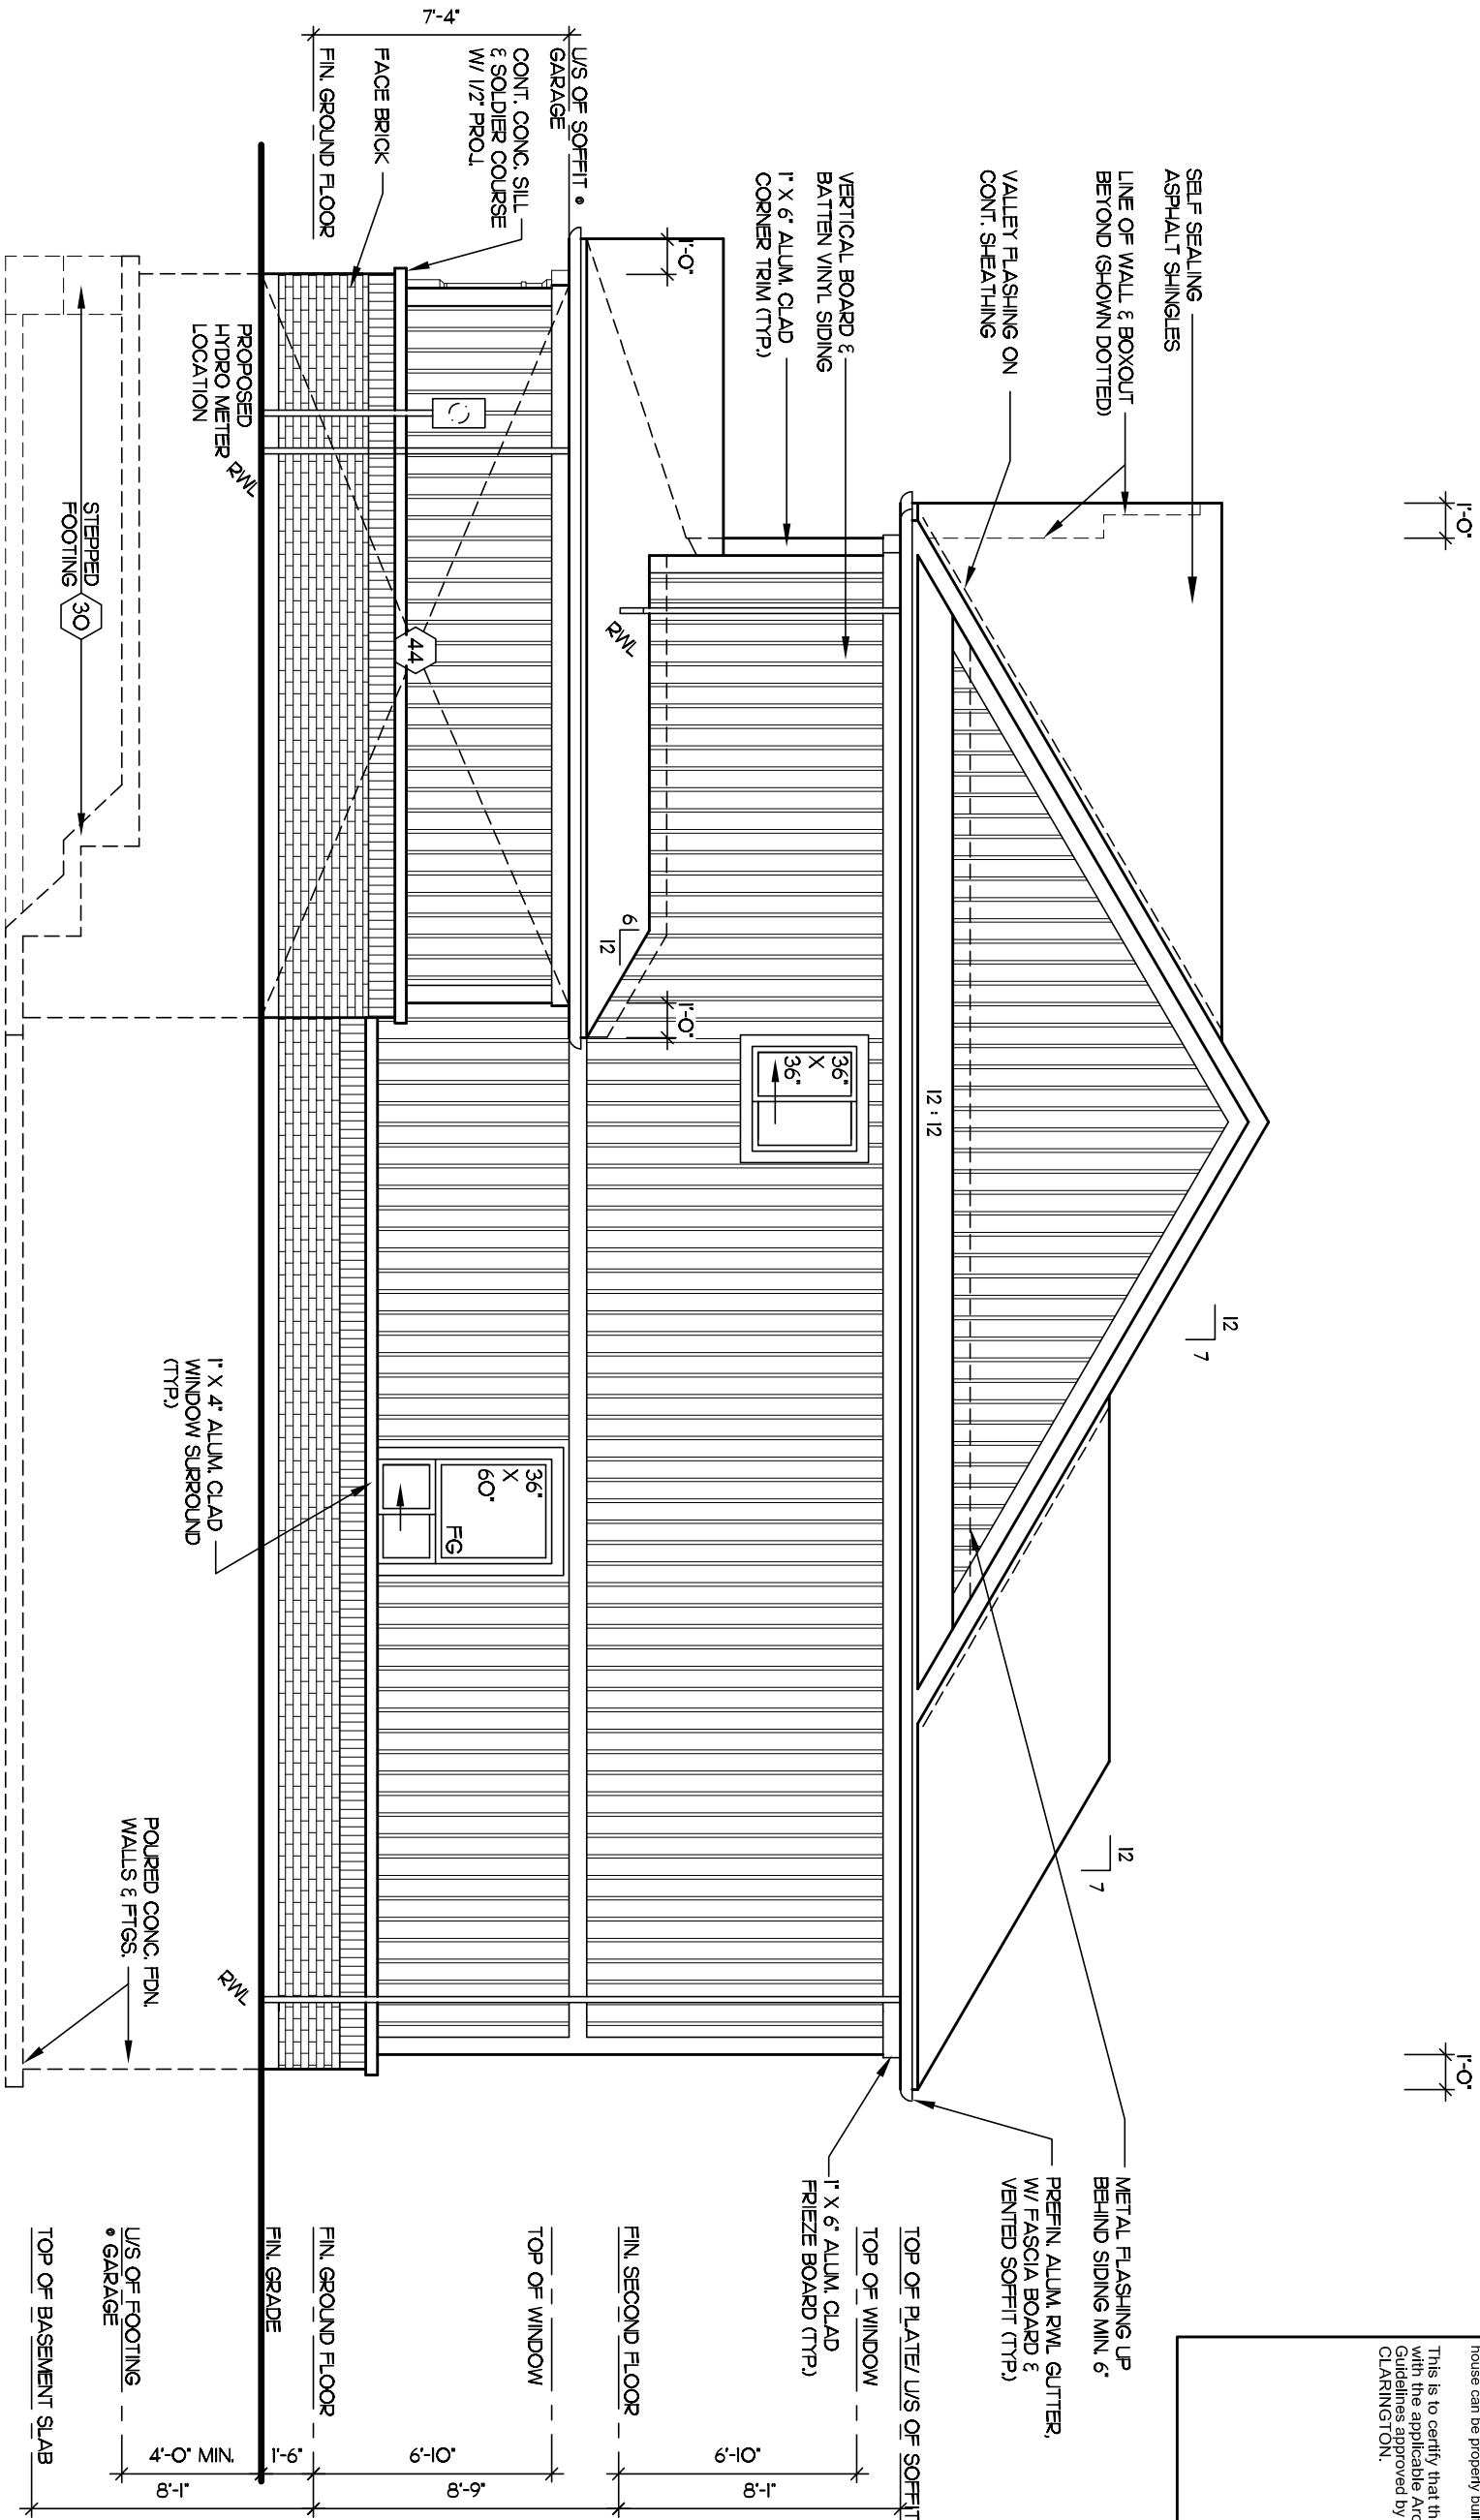 house can be properly buil
This is to certify that th
with the applicable Arc
Guidelines approved by
CLARINGTON.
1'-0"
1'-0"
SELF SEALING
ASPHALT SHINGLES
LINE OF WALL & BOXOUT
BEYOND (SHOWN DOTTED)
VALLEY FLASHING ON
CONT. SHEATHING
VERTICAL BOARD &
BATTEN VINYL SIDING
1" X 6" ALUM. CLAD
CORNER TRIM (TYP.)
1'-0"
U/S OF SOFFIT @
GARAGE
CONT. CONC. SILL
& SOLDIER COURSE
W/ 1/2" PROJ.
FACE BRICK
FIN. GROUND FLOOR
7'-4"
12
7
12
7
12 : 12
36"
X
36"
6
12
1'-0"
RWL
44
36"
X
60"
FG
PROPOSED
HYDRO METER
LOCATION
RWL
STEPPED
FOOTING
30
1" X 4" ALUM. CLAD
WINDOW SURROUND
(TYP.)
RWL
POURED CONC. FDN.
WALLS & FTGS.
METAL FLASHING UP
BEHIND SIDING MIN. 6"
PREFIN. ALUM. RWL, GUTTER,
W/ FASCIA BOARD &
VENTED SOFFIT (TYP.)
TOP OF PLATE/ U/S OF SOFFIT
TOP OF WINDOW
1" X 6" ALUM. CLAD
FRIEZE BOARD (TYP.)
FIN. SECOND FLOOR
TOP OF WINDOW
FIN. GROUND FLOOR
FIN. GRADE
U/S OF FOOTING
@ GARAGE
TOP OF BASEMENT SLAB
6'-10"
8'-1"
6'-10"
8'-9"
1'-6"
4'-0" MIN.
8'-1"